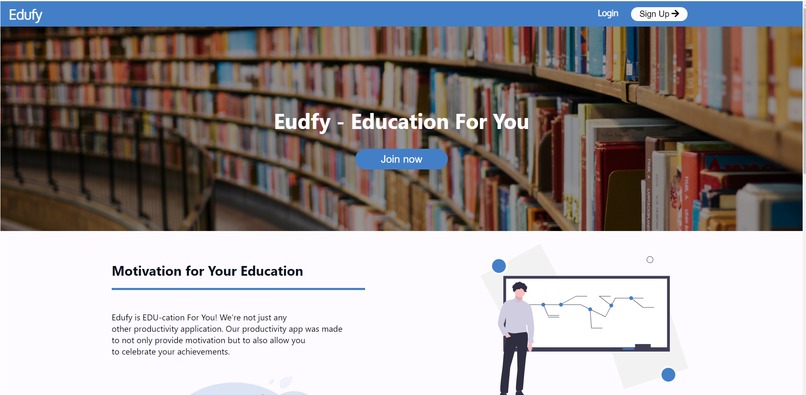 Edufy
Login
Sign Up
Eudfy - Education For You
Join now
Motivation for Your Education
Edufy is EDU-cation For You! We're not just any
other productivity application. Our productivity app was made
to not only provide motivation but to also allow you
to celebrate your achievements.